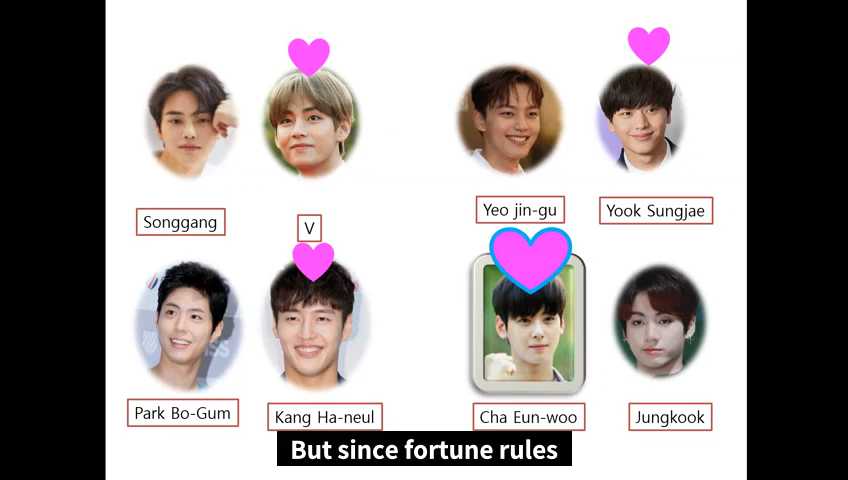 Songgang
V
Yeo jin-gu
Yook Sungjae
Park Bo-Gum
Kang Ha-neul
Cha Eun-woo
Jungkook
But since fortune rules